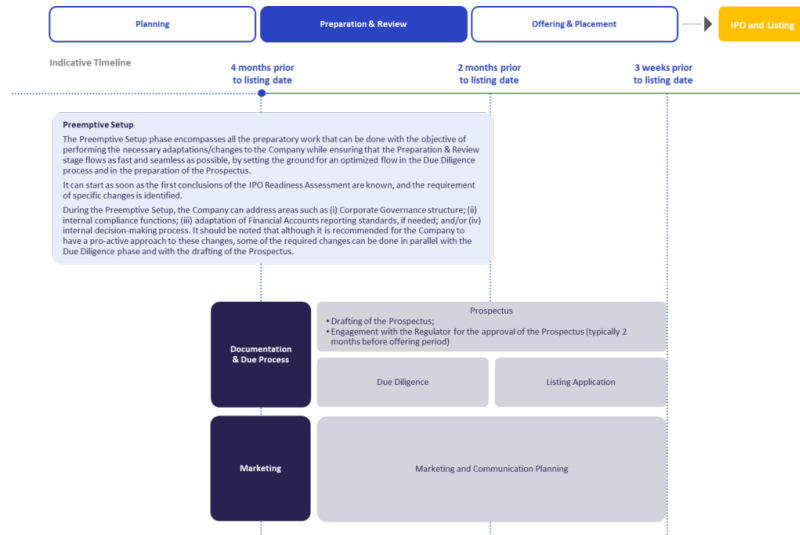 Planning
Preparation & Review
Offering & Placement
IPO and Listing
Indicative Timeline
4 months prior
to listing date
2 months prior
to listing date
3 weeks prior
to listing date
Preemptive Setup
The Preemptive Setup phase encompasses all the preparatory work that can be done with the objective of
performing the necessary adaptations/changes to the Company while ensuring that the Preparation & Review
stage flows as fast and seamless as possible, by setting the ground for an optimized flow in the Due Diligence
process and in the preparation of the Prospectus.
It can start as soon as the first conclusions of the IPO Readiness Assessment are known, and the requirement
of specific changes is identified.
During the Preemptive Setup, the Company can address areas such as (i) Corporate Governance structure; (ii)
internal compliance functions; (iii) adaptation of Financial Accounts reporting standards, if needed; and/or (iv)
internal decision-making process. It should be noted that although it is recommended for the Company to
have a pro-active approach to these changes, some of the required changes can be done in parallel with the
Due Diligence phase and with the drafting of the Prospectus.
Documentation
& Due Process
Prospectus
• Drafting of the Prospectus;
• Engagement with the Regulator for the approval of the Prospectus (typically 2
months before offering period)
Due Diligence
Listing Application
Marketing
Marketing and Communication Planning